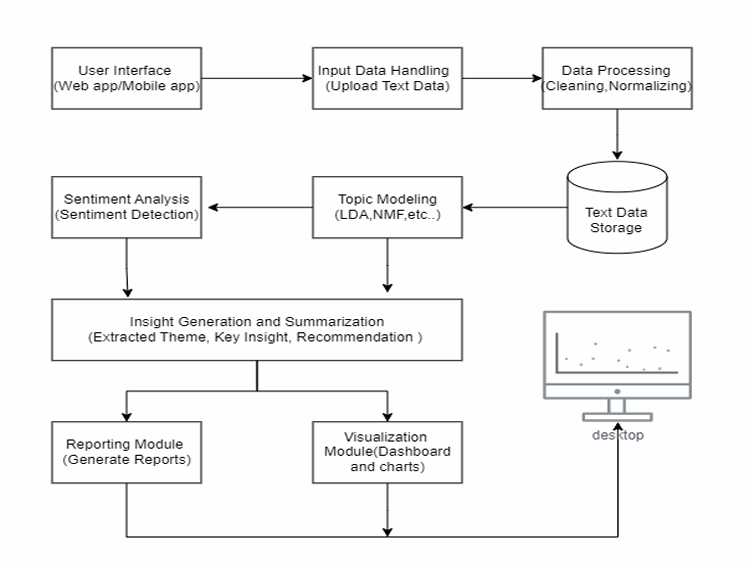 User Interface
(Web app/Mobile app)
Input Data Handling
(Upload Text Data)
Data Processing
(Cleaning,Normalizing)
Sentiment Analysis
(Sentiment Detection)
Topic Modeling
(LDA,NMF,etc..)
Text Data
Storage
Insight Generation and Summarization
(Extracted Theme, Key Insight, Recommendation )
Reporting Module
(Generate Reports)
Visualization
Module(Dashboard
and charts)
desktop